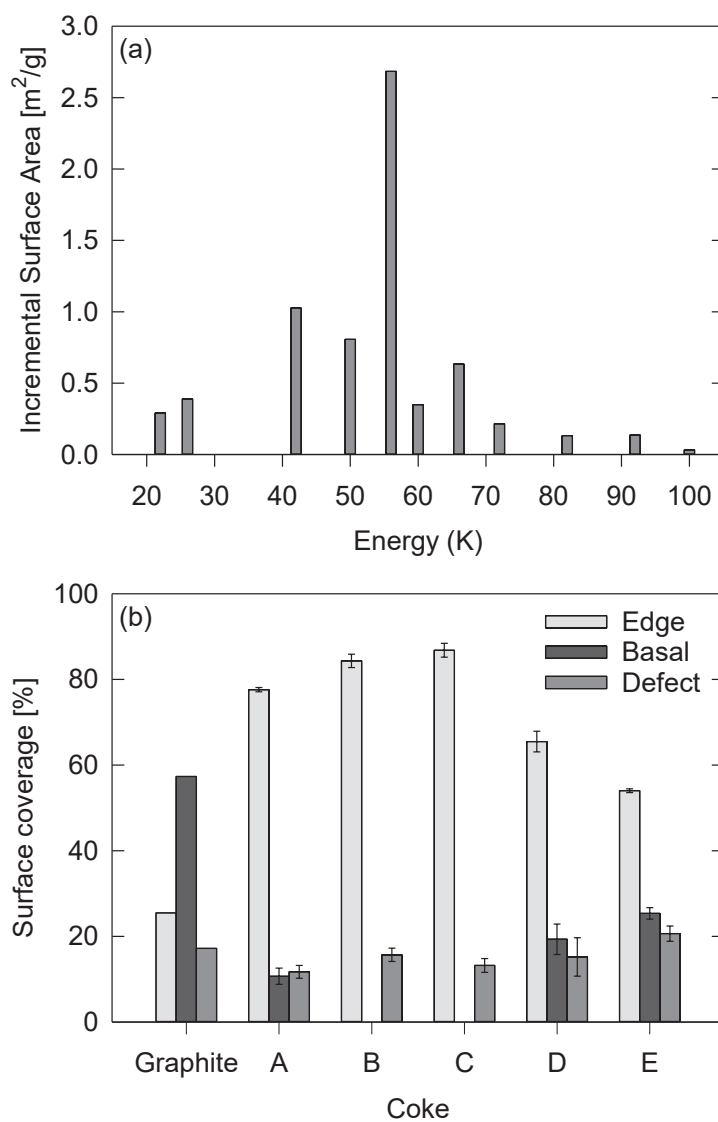 (a)
Incremental Surface Area [m²/g]
3.0
2.5
2.0
1.5
1.0
0.5
0.0
20 30 40 50 60 70 80 90 100
Energy (K)
(b)
Surface coverage [%]
100
80
60
40
20
0
Edge
Basal
Defect
Graphite A B C D E
Coke